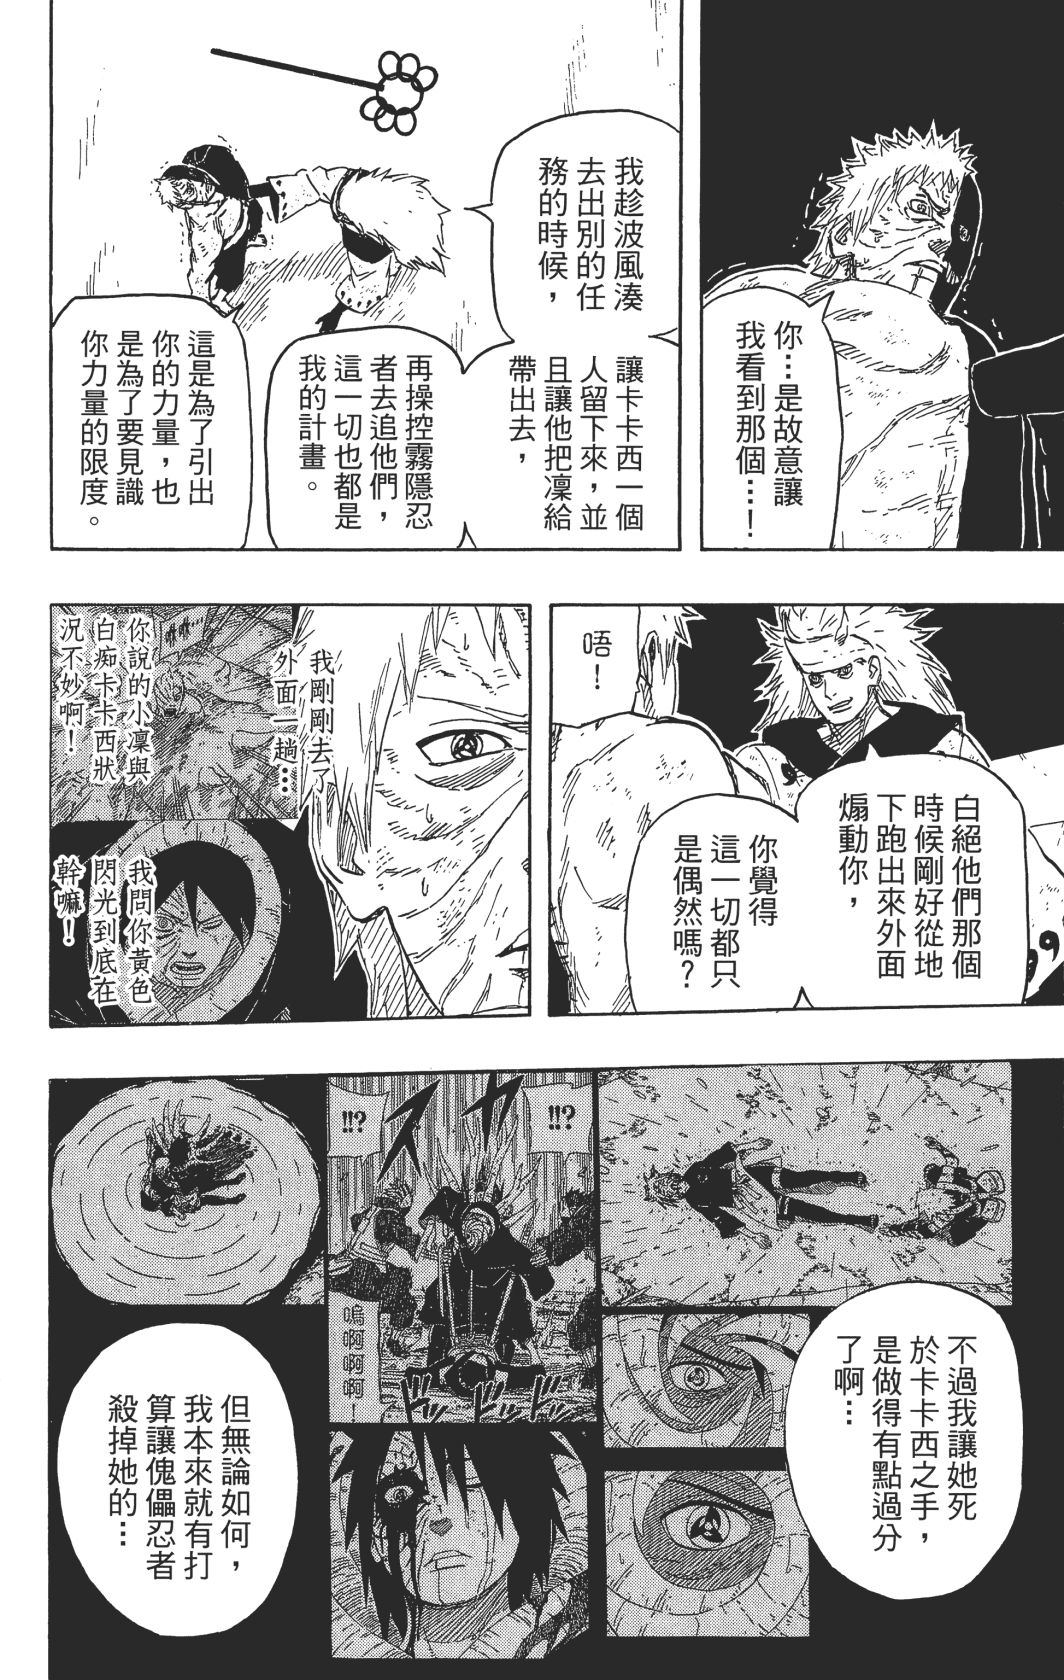 你…是故意讓
我看到那個…！
我趁波風湊
去出別的任
務的時候，
讓卡卡西一個
人留下來，並
且讓他把凜給
帶出去，
再操控霧隱忍
者去追他們，
這一切也都是
我的計畫。
這是為了引出
你的力量，也
是為了要見識
你力量的限度。
白絕他們那個
時候剛好從地
下跑出來外面
煽動你，
你覺得
這一切都只
是偶然嗎？
唔！
我剛剛去了
外面一趟…
你說的小凜與
白痴卡卡西狀
況不妙啊！
我問你黃色
閃光到底在
幹嘛！
不過我讓她死
於卡卡西之手，
是做得有點過分
了啊…
!!?
!!?
嗚啊啊啊
但無論如何，
我本來就有打
算讓傀儡忍者
殺掉她的…